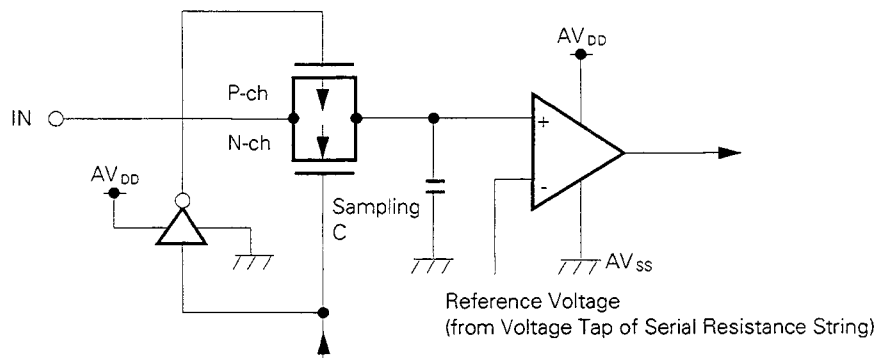 AVDD
P-ch
IN
+
N-ch
AVDD
-
Sampling
C
AVSS
Reference Voltage
(from Voltage Tap of Serial Resistance String)